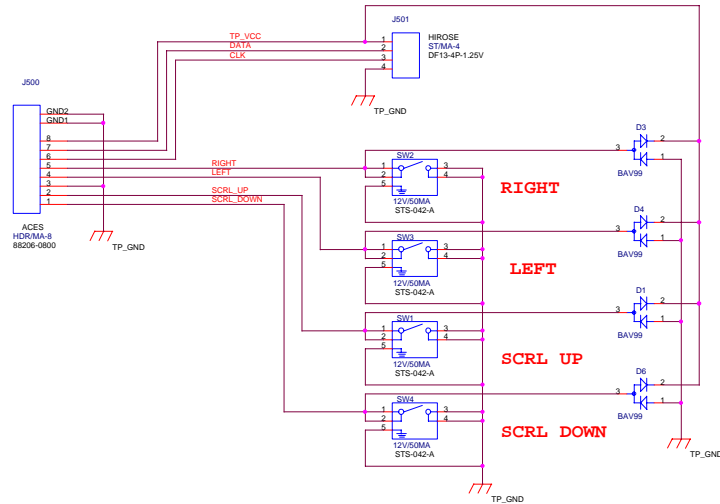 J501
TP_VCC
DATA
CLK
1
2
3
4
HIROSE
ST/MA-4
DF13-4P-1.25V
TP_GND
J500
GND2
GND1
8
7
6
5
4
3
2
1
RIGHT
LEFT
SCRL_UP
SCRL_DOWN
ACES
HDR/MA-8
88206-0800
TP_GND
SW2
1
2
5
3
4
12V/50MA
STS-042-A
RIGHT
D3
3
2
1
BAV99
SW3
1
2
5
3
4
12V/50MA
STS-042-A
LEFT
D4
3
2
1
BAV99
SW1
1
2
5
3
4
12V/50MA
STS-042-A
SCRL UP
D1
3
2
1
BAV99
SW4
1
2
5
3
4
12V/50MA
STS-042-A
SCRL DOWN
D6
3
2
1
BAV99
TP_GND
TP_GND